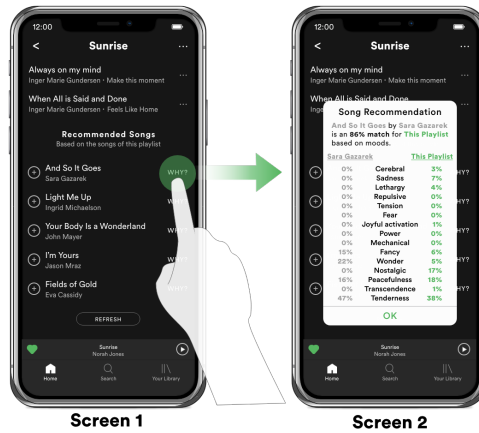 12:00
<
Sunrise
...
Always on my mind
Inger Marie Gundersen • Make this moment
...
When All is Said and Done
Inger Marie Gundersen • Feels Like Home
...
Recommended Songs
Based on the songs of this playlist
And So It Goes
Sara Gazarek
WHY?
Light Me Up
Ingrid Michaelson
Your Body Is a Wonderland
John Mayer
I'm Yours
Jason Mraz
Fields of Gold
Eva Cassidy
REFRESH
Sunrise
Norah Jones
Home
Search
Your Library
Screen 1
12:00
<
Sunrise
...
Always on my mind
Inger Marie Gundersen • Make this moment
...
When All is Said and Done
Song Recommendation
And So It Goes by Sara Gazarek
is an 86% match for This Playlist
based on moods.
Sara Gazarek This Playlist
0% Cerebral 3%
0% Sadness 7%
0% Lethargy 4%
0% Repulsive 0%
0% Tension 0%
0% Fear 0%
0% Joyful activation 1%
0% Power 0%
0% Mechanical 0%
15% Fancy 6%
22% Wonder 5%
0% Nostalgic 17%
16% Peacefulness 18%
0% Transcendence 1%
47% Tenderness 38%
OK
Sunrise
Norah Jones
Home
Search
Your Library
Screen 2